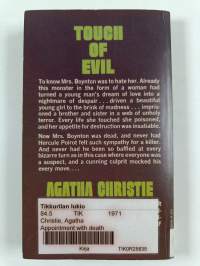 TOUCH
OF
EVIL
To know Mrs. Boynton was to hate her. Already
this monster in the form of a woman had
turned a young man's dream of love into a
nightmare of despair . . . driven a beautiful
young girl to the brink of madness . . . impris-
oned a brother and sister in a web of unholy
terror. Every life she touched she poisoned,
and her appetite for destruction was insatiable.
Now Mrs. Boynton was dead, and never had
Hercule Poirot felt such sympathy for a killer.
And never had he been so baffled at every
bizarre turn as in this case where everyone was
a suspect, and a cunning culprit mocked his
every move . . .
AGATHA CHRISTIE
Tikkurilan lukio
84.5 TIK 1971
Christie, Agatha
Appointment with death
Kirja TIK0R28835